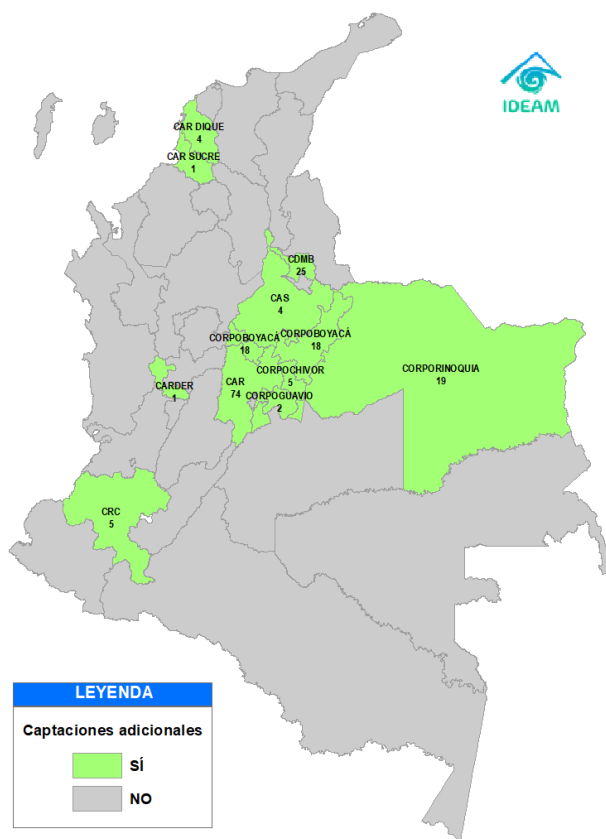 IDEAM
CAR DIQUE
4
CAR SUCRE
1
CDMB
25
CAS
4
CORPOBOYACÁ
18
CORPOBOYACÁ
18
CORPOCHIVOR
5
CORPORINOQUIA
19
CARDER
1
CAR
74
CORPOGUAVIO
2
CRC
5
LEYENDA
Captaciones adicionales
SÍ
NO